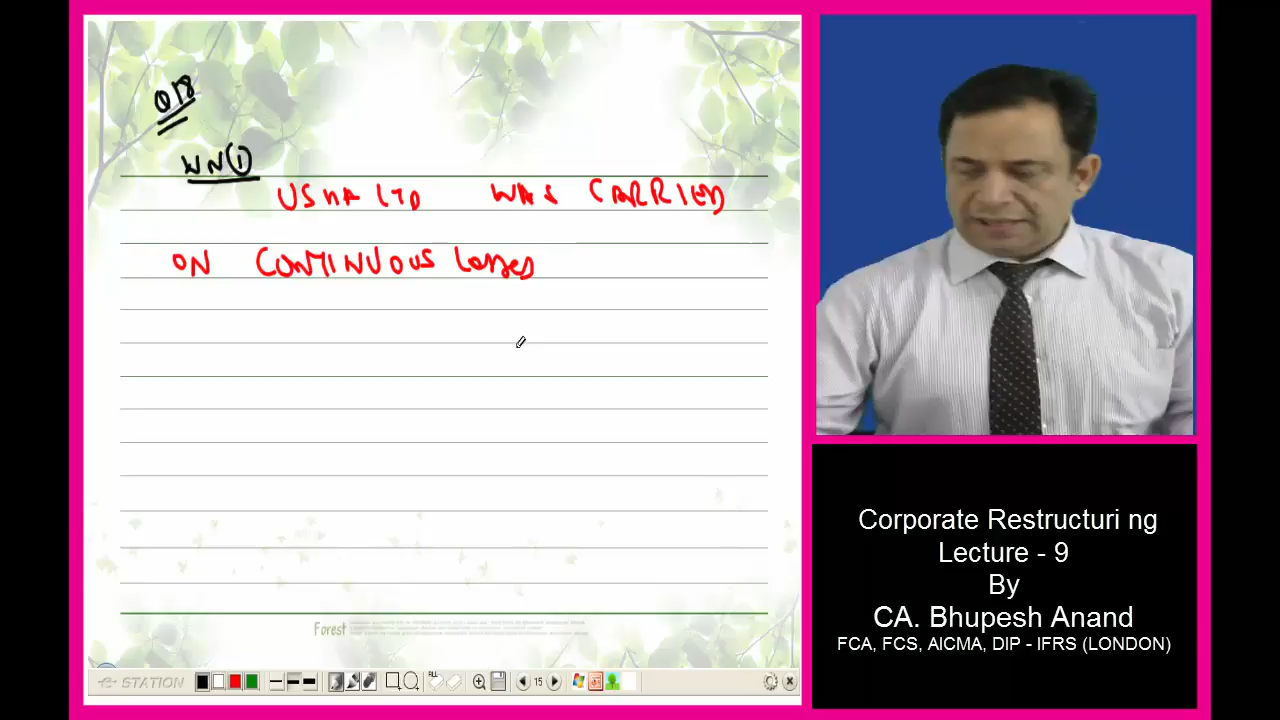 Q18
WN(1)
USHA LTD WAS CARRIED
ON CONTINUOUS Losses
Forest
e-STATION
15
Corporate Restructuri ng
Lecture - 9
By
CA. Bhupesh Anand
FCA, FCS, AICMA, DIP - IFRS (LONDON)